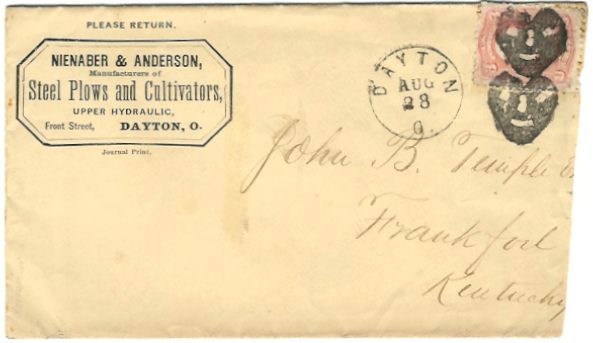 PLEASE RETURN.
NIENABER & ANDERSON,
Manufacturers of
Steel Plows and Cultivators,
UPPER HYDRAULIC,
Front Street, DAYTON, O.
Journal Print.
DAYTON
AUG
28
O.
John B. Temple
Frankfort
Kentucky